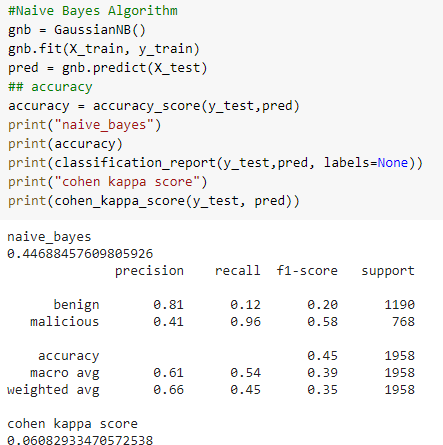 #Naive Bayes Algorithm
gnb = GaussianNB()
gnb.fit(X_train, y_train)
pred = gnb.predict(X_test)
## accuracy
accuracy = accuracy_score(y_test,pred)
print("naive_bayes")
print(accuracy)
print(classification_report(y_test,pred, labels=None))
print("cohen kappa score")
print(cohen_kappa_score(y_test, pred))
naive_bayes
0.44688457609805926
precision recall f1-score support
benign 0.81 0.12 0.20 1190
malicious 0.41 0.96 0.58 768
accuracy 0.45 1958
macro avg 0.61 0.54 0.39 1958
weighted avg 0.66 0.45 0.35 1958
cohen kappa score
0.06082933470572538